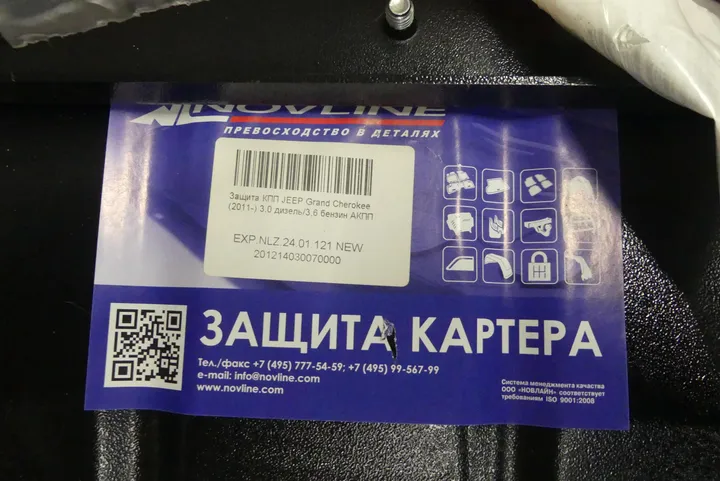 NOVLINE
ПРЕВОСХОДСТВО В ДЕТАЛЯХ
Защита КПП JEEP Grand Cherokee
(2011-) 3,0 дизель/3,6 бензин АКПП
EXP.NLZ.24.01.121 NEW
201214030070000
ЗАЩИТА КАРТЕРА
Тел./факс +7 (495) 777-54-59; +7 (495) 99-567-99
e-mail: info@novline.com
www.novline.com
Система менеджмента качества
ООО «НОВЛАЙН» соответствует
требованиям ISO 9001:2008